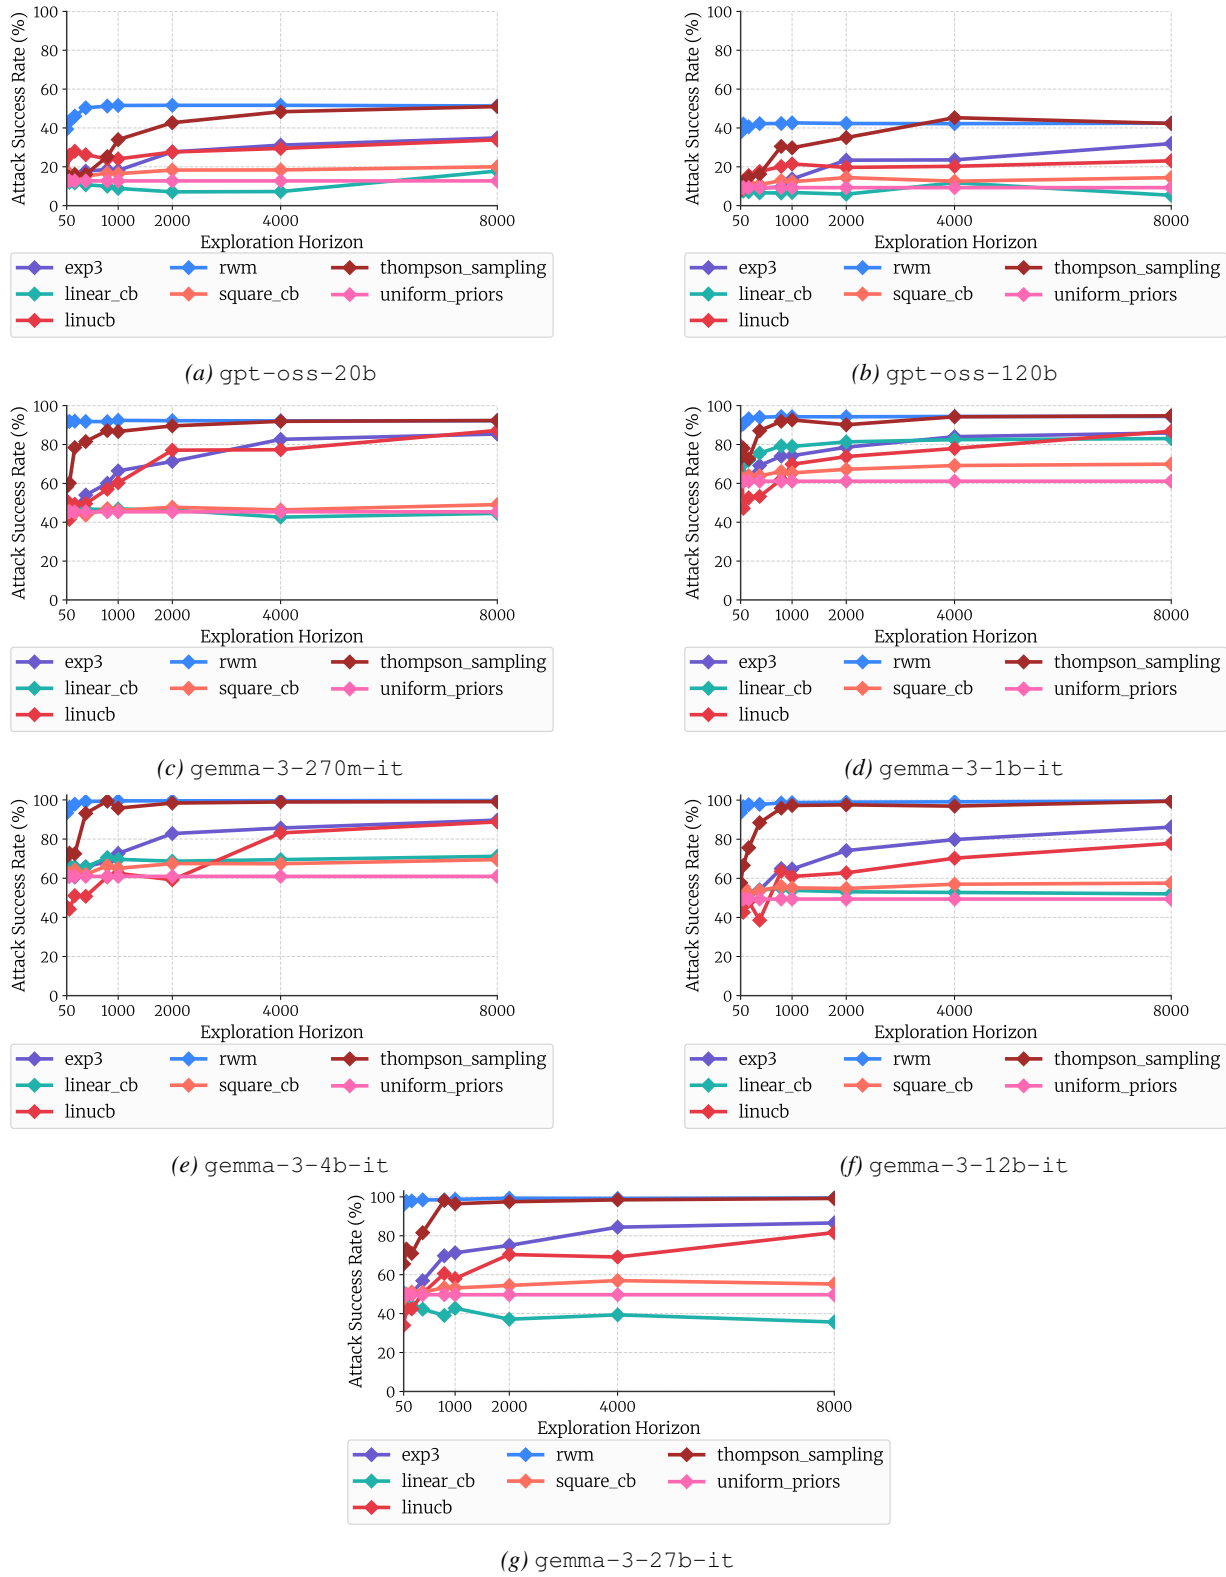 100
80
60
40
20
0
Attack Success Rate (%)
50 1000 2000 4000 8000
Exploration Horizon
exp3 rwm thompson_sampling
linear_cb square_cb uniform_priors
linucb
(a) gpt-oss-20b
100
80
60
40
20
0
Attack Success Rate (%)
50 1000 2000 4000 8000
Exploration Horizon
exp3 rwm thompson_sampling
linear_cb square_cb uniform_priors
linucb
(b) gpt-oss-120b
100
80
60
40
20
0
Attack Success Rate (%)
50 1000 2000 4000 8000
Exploration Horizon
exp3 rwm thompson_sampling
linear_cb square_cb uniform_priors
linucb
(c) gemma-3-270m-it
100
80
60
40
20
0
Attack Success Rate (%)
50 1000 2000 4000 8000
Exploration Horizon
exp3 rwm thompson_sampling
linear_cb square_cb uniform_priors
linucb
(d) gemma-3-1b-it
100
80
60
40
20
0
Attack Success Rate (%)
50 1000 2000 4000 8000
Exploration Horizon
exp3 rwm thompson_sampling
linear_cb square_cb uniform_priors
linucb
(e) gemma-3-4b-it
100
80
60
40
20
0
Attack Success Rate (%)
50 1000 2000 4000 8000
Exploration Horizon
exp3 rwm thompson_sampling
linear_cb square_cb uniform_priors
linucb
(f) gemma-3-12b-it
100
80
60
40
20
0
Attack Success Rate (%)
50 1000 2000 4000 8000
Exploration Horizon
exp3 rwm thompson_sampling
linear_cb square_cb uniform_priors
linucb
(g) gemma-3-27b-it